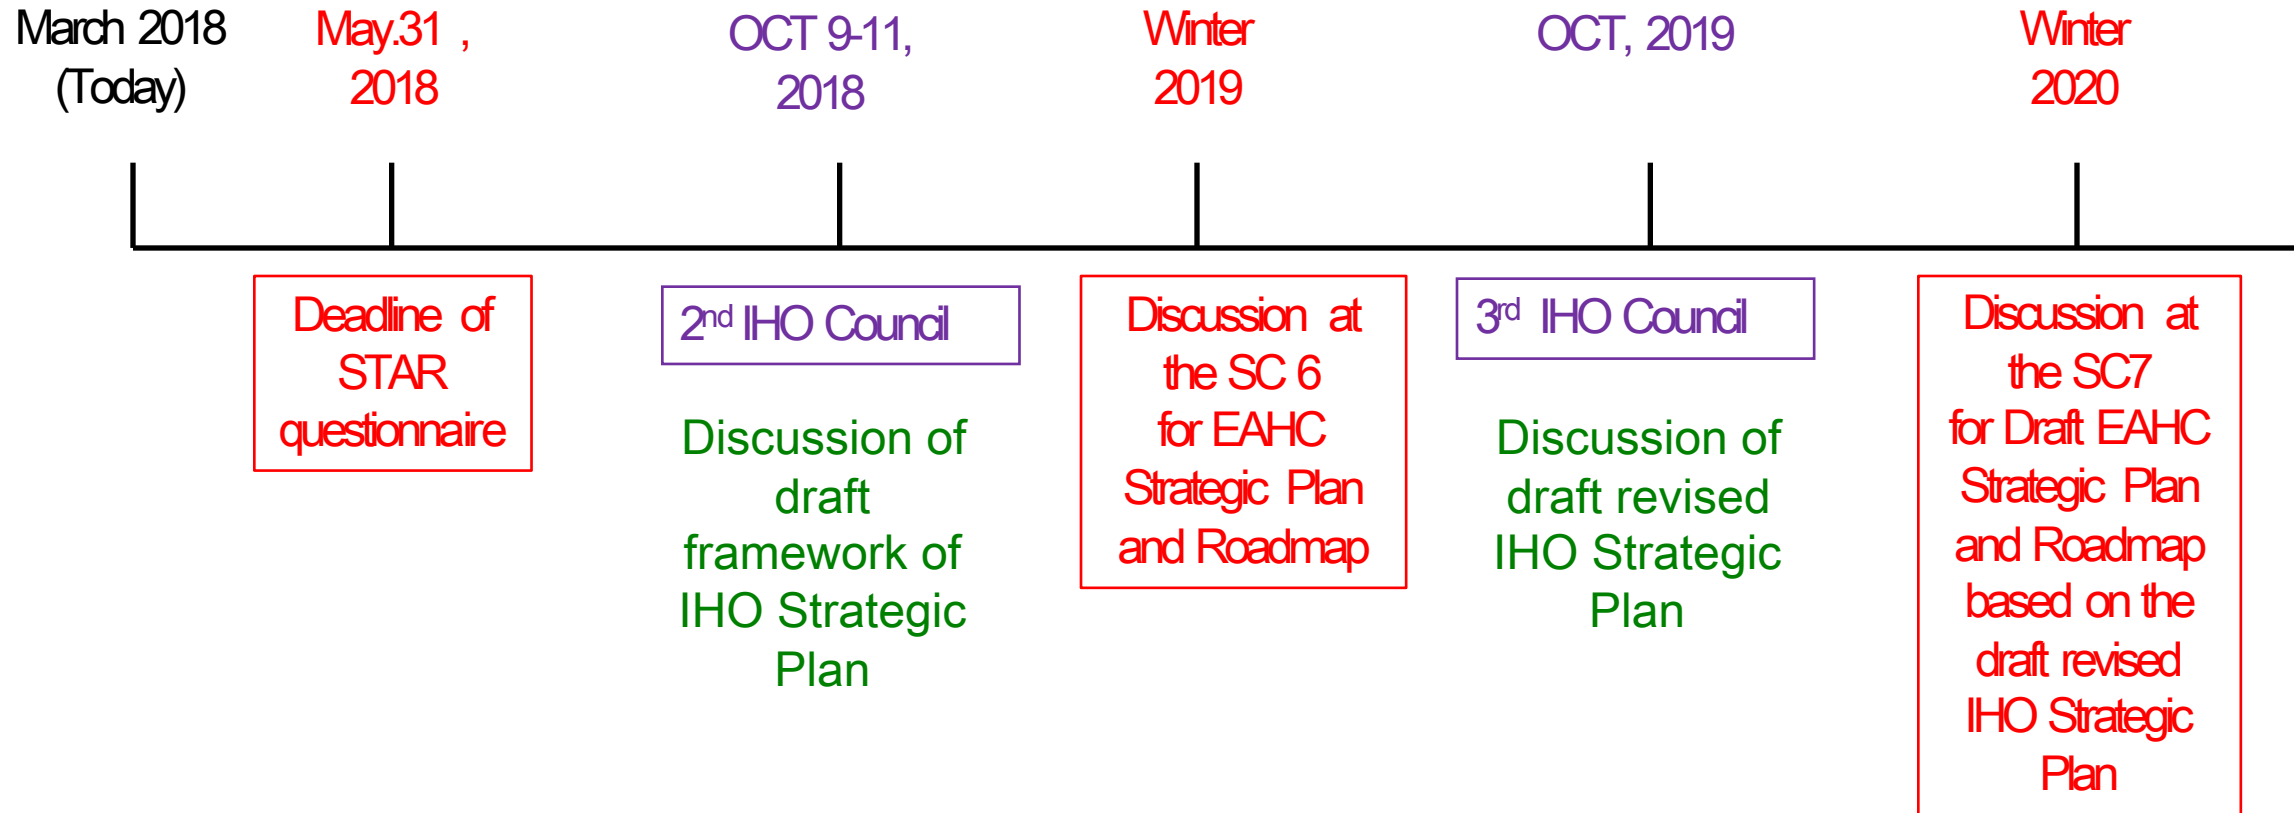 March 2018
(Today)
May.31 ,
2018
OCT 9-11,
2018
Winter
2019
OCT, 2019
Winter
2020
Deadline of
STAR
questionnaire
2nd IHO Council
Discussion of
draft
framework of
IHO Strategic
Plan
Discussion at
the SC 6
for EAHC
Strategic Plan
and Roadmap
3rd IHO Council
Discussion of
draft revised
IHO Strategic
Plan
Discussion at
the SC7
for Draft EAHC
Strategic Plan
and Roadmap
based on the
draft revised
IHO Strategic
Plan